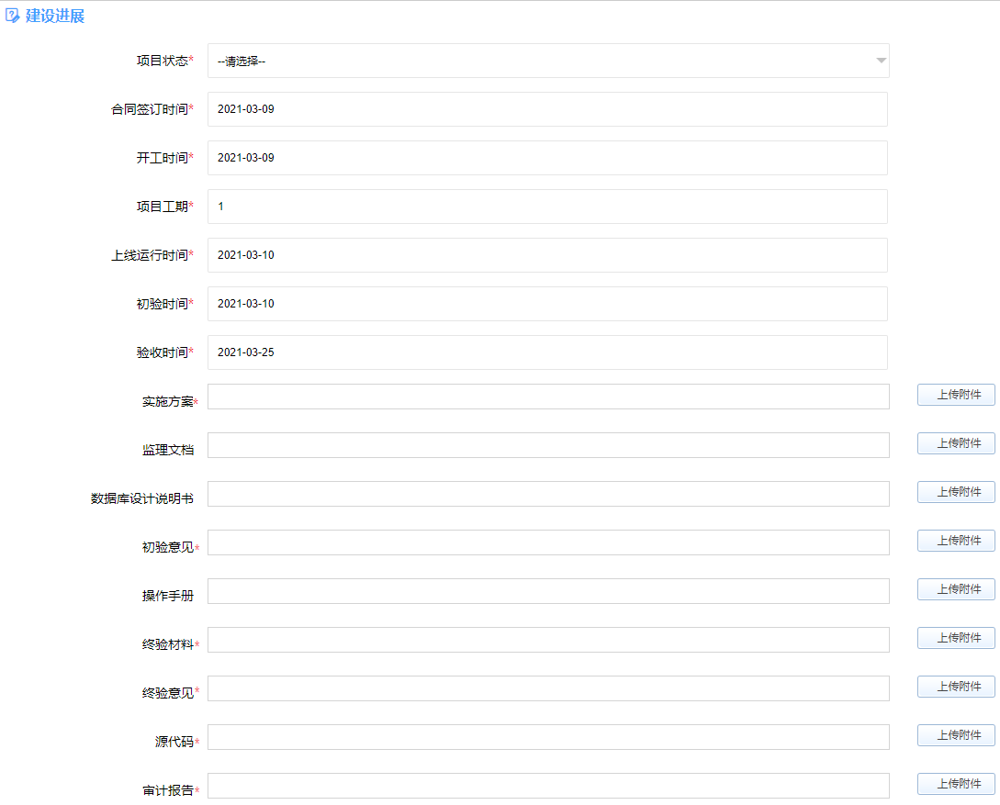 建设进展
项目状态* --请选择--
合同签订时间* 2021-03-09
开工时间* 2021-03-09
项目工期* 1
上线运行时间* 2021-03-10
初验时间* 2021-03-10
验收时间* 2021-03-25
实施方案* 上传附件
监理文档 上传附件
数据库设计说明书 上传附件
初验意见* 上传附件
操作手册 上传附件
终验材料* 上传附件
终验意见* 上传附件
源代码* 上传附件
审计报告* 上传附件